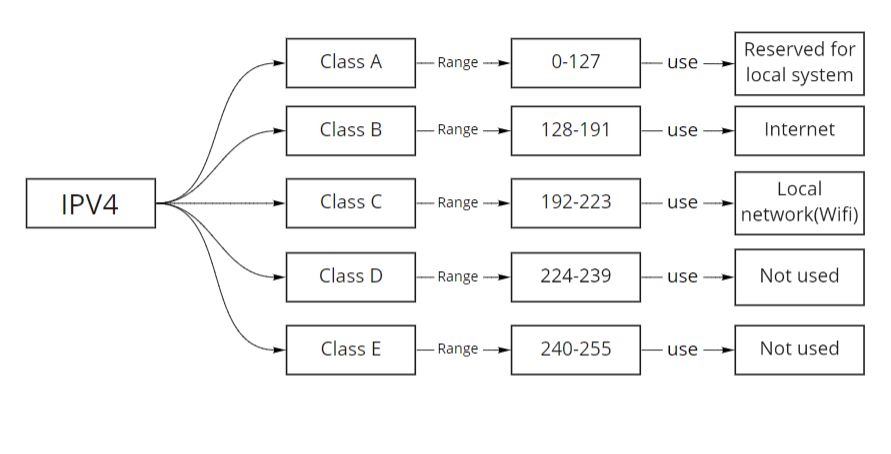 IPV4
Class A
Range
0-127
use
Reserved for
local system
Class B
Range
128-191
use
Internet
Class C
Range
192-223
use
Local
network(Wifi)
Class D
Range
224-239
use
Not used
Class E
Range
240-255
use
Not used